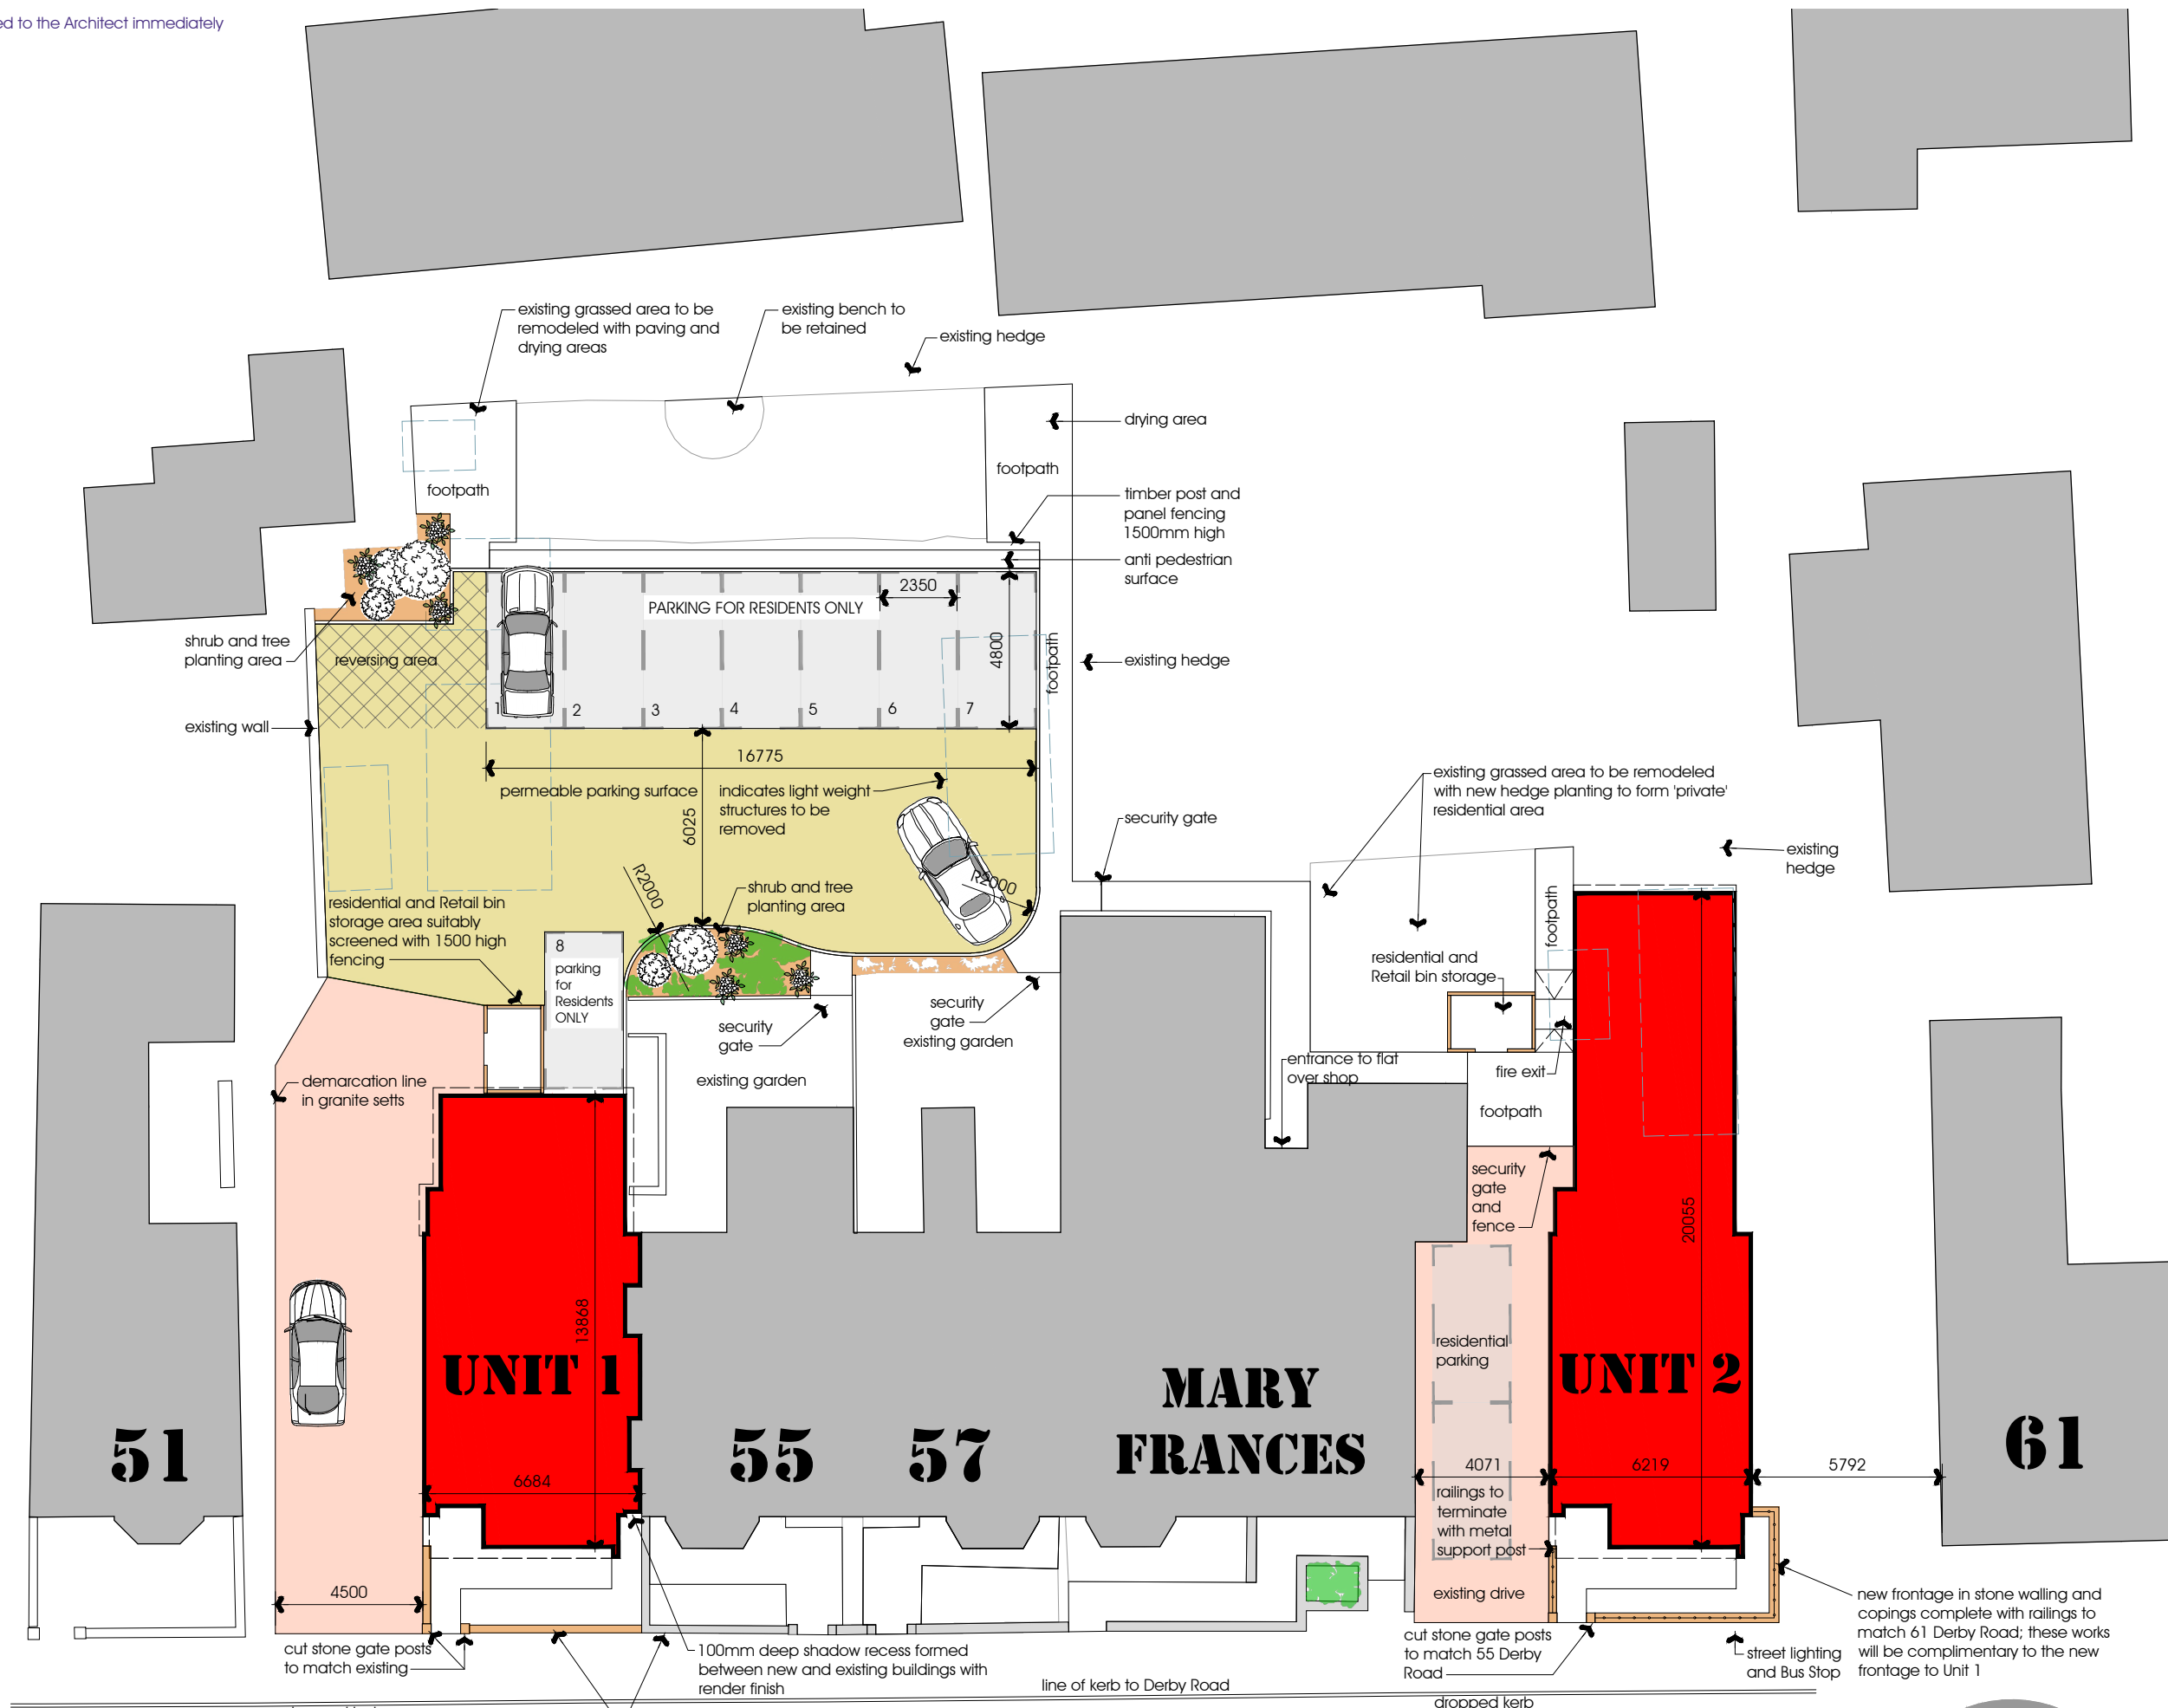 ed to the Architect immediately
existing grassed area to be
remodeled with paving and
drying areas
existing bench to
be retained
existing hedge
drying area
footpath
footpath
timber post and
panel fencing
1500mm high
anti pedestrian
surface
2350
PARKING FOR RESIDENTS ONLY
4800
footpath
shrub and tree
planting area
reversing area
existing hedge
existing wall
1
2
3
4
5
6
7
16775
permeable parking surface
indicates light weight
structures to be
removed
6025
security gate
existing grassed area to be remodeled
with new hedge planting to form 'private'
residential area
existing
hedge
R2000
R2000
shrub and tree
planting area
residential and Retail bin
storage area suitably
screened with 1500 high
fencing
8
parking
for
Residents
ONLY
footpath
residential and
Retail bin storage
security
gate
security
gate
existing garden
existing garden
entrance to flat
over shop
fire exit
footpath
demarcation line
in granite setts
security
gate
and
fence
20055
13868
residential
parking
UNIT 1
UNIT 2
MARY
FRANCES
51
55
57
61
6684
4071
6219
5792
railings to
terminate
with metal
support post
existing drive
4500
cut stone gate posts
to match existing
100mm deep shadow recess formed
between new and existing buildings with
render finish
cut stone gate posts
to match 55 Derby
Road
street lighting
and Bus Stop
new frontage in stone walling and
copings complete with railings to
match 61 Derby Road; these works
will be complimentary to the new
frontage to Unit 1
line of kerb to Derby Road
dropped kerb